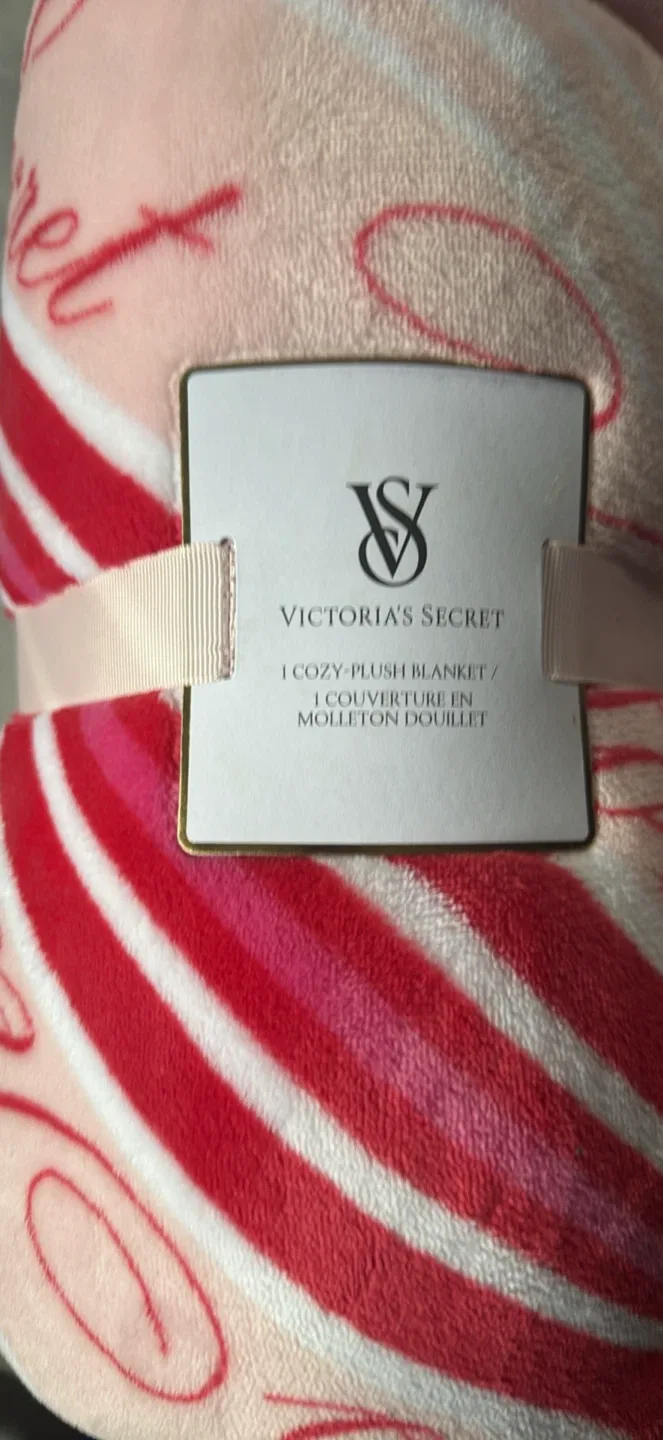 VS
VICTORIA'S SECRET
1 COZY-PLUSH BLANKET /
1 COUVERTURE EN
MOLLETON DOUILLET